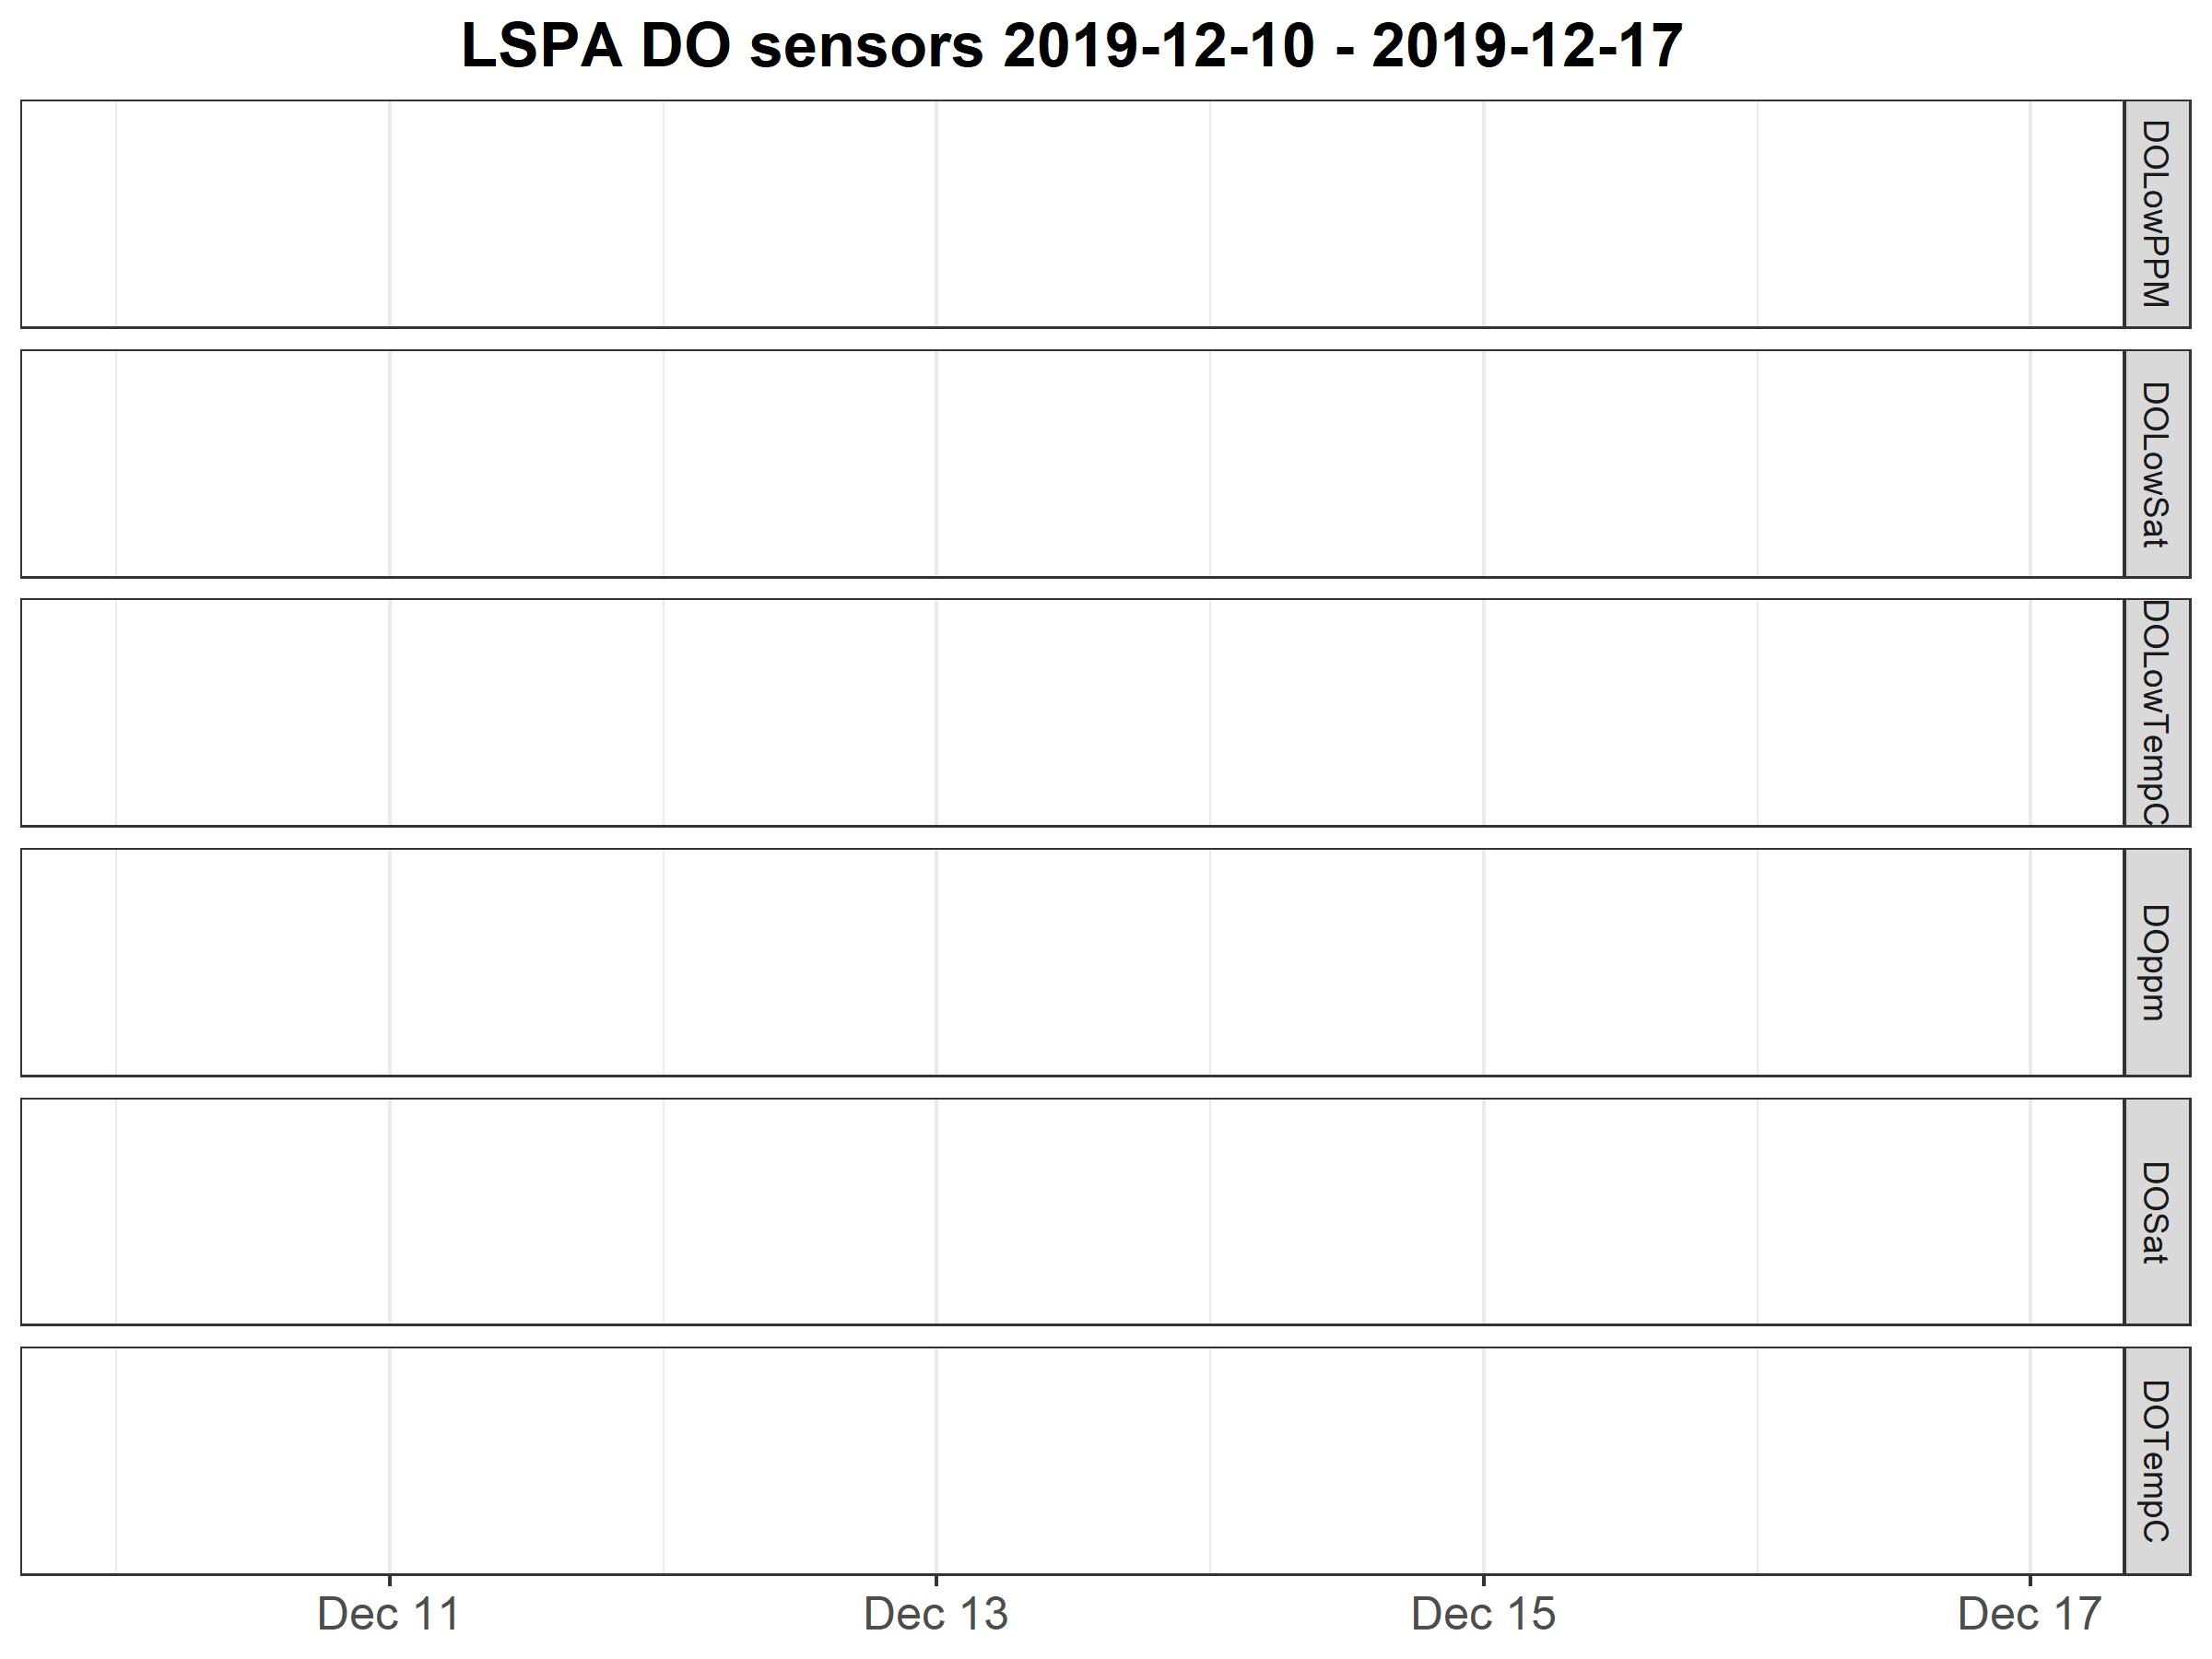 LSPA DO sensors 2019-12-10 - 2019-12-17
DOLowPPM
DOLowSat
DOLowTempC
DOppm
DOSat
DOTempC
Dec 11
Dec 13
Dec 15
Dec 17